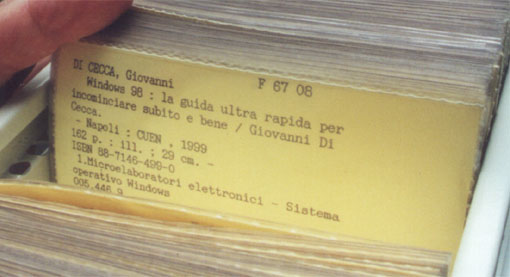 DI CECCA, Giovanni F 67 08
Windows 98 : la guida ultra rapida per
incominciare subito e bene / Giovanni Di
Cecca.
- Napoli : CUEN , 1999
162 p. : ill. ; 29 cm. -
ISBN 88-7146-499-0
1.Microelaboratori elettronici - Sistema
operativo Windows
005.446 9